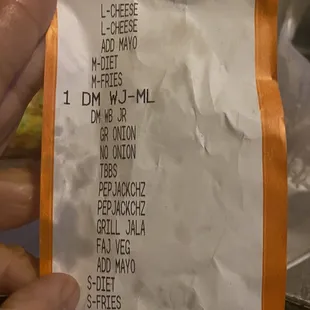 L-CHEESE
L-CHEESE
ADD MAYO
M-DIET
M-FRIES
1 DM WJ-ML
DM WB JR
GR ONION
NO ONION
TBBS
PEPJACKCHZ
PEPJACKCHZ
GRILL JALA
FAJ VEG
ADD MAYO
S-DIET
S-FRIES